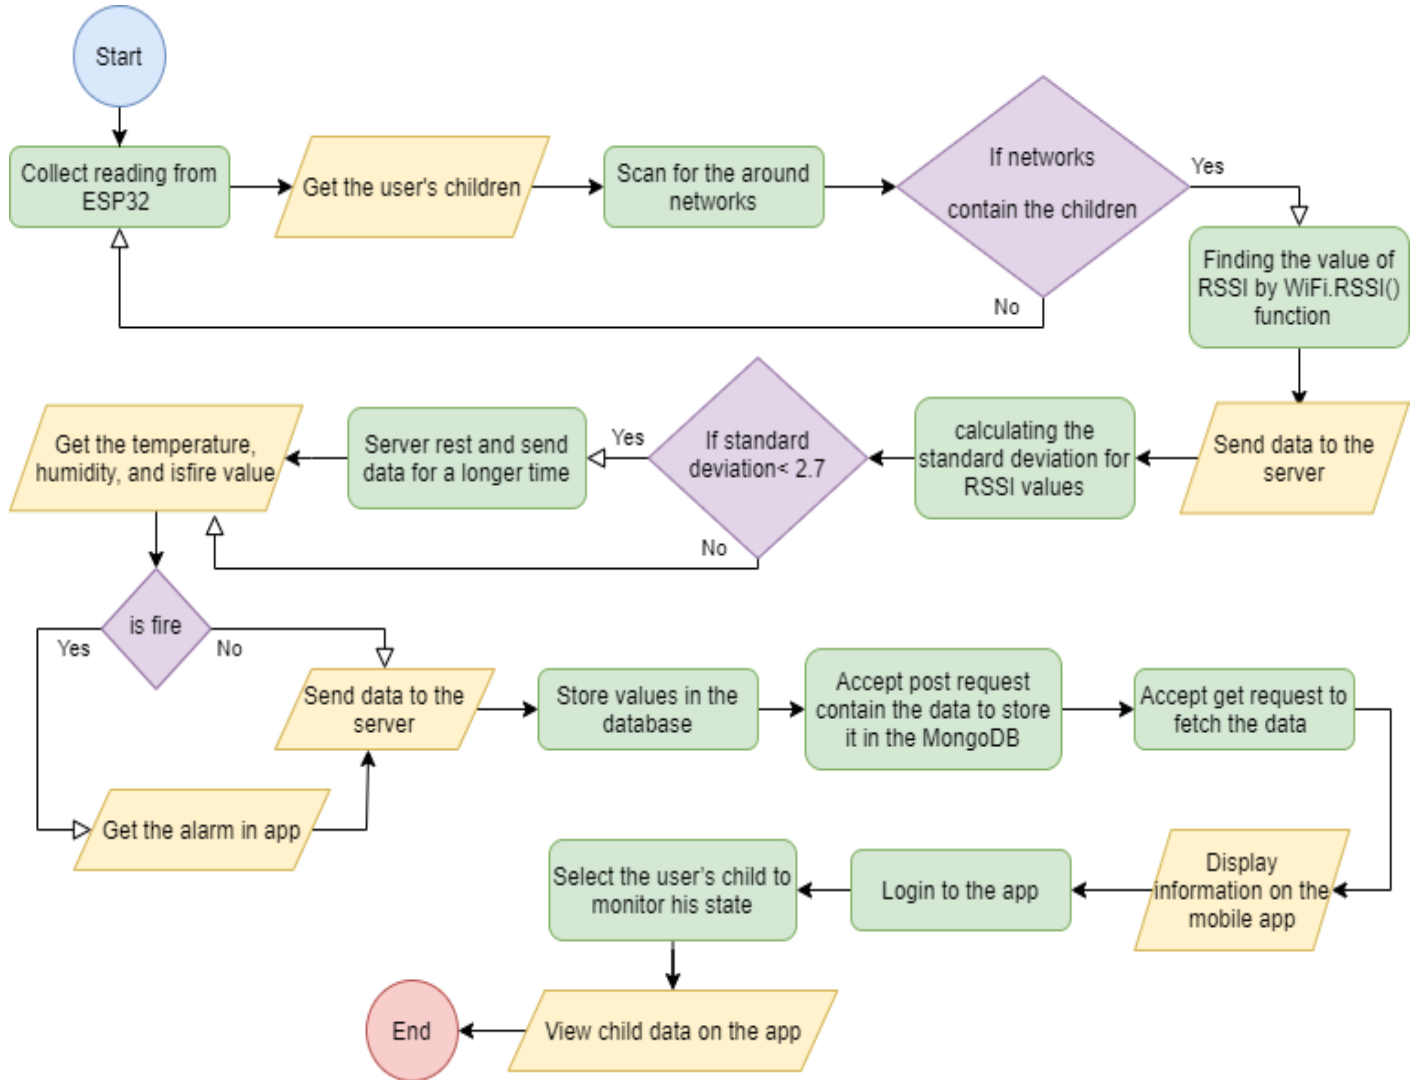 Start
Collect reading from
ESP32
Get the user's children
Scan for the around
networks
If networks
contain the children
Yes
No
Finding the value of
RSSI by WiFi.RSSI()
function
Send data to the
server
calculating the
standard deviation for
RSSI values
If standard
deviation< 2.7
Yes
No
Server rest and send
data for a longer time
Get the temperature,
humidity, and isfire value
is fire
Yes
No
Get the alarm in app
Send data to the
server
Store values in the
database
Accept post request
contain the data to store
it in the MongoDB
Accept get request to
fetch the data
Display
information on the
mobile app
Login to the app
Select the user’s child to
monitor his state
View child data on the app
End